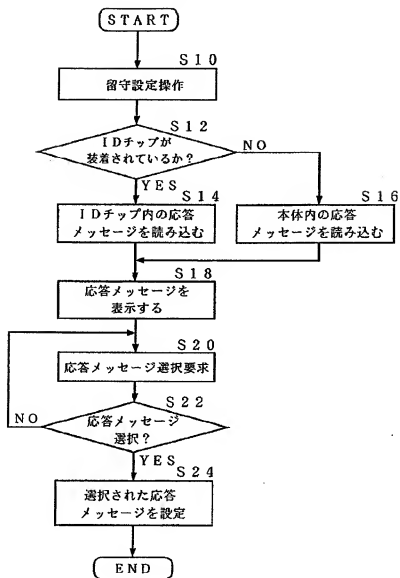 START
S10
留守設定操作
S12
IDチップが
装着されているか？
NO
YES
S14
IDチップ内の応答
メッセージを読み込む
S16
本体内の応答
メッセージを読み込む
S18
応答メッセージを
表示する
S20
応答メッセージ選択要求
S22
応答メッセージ
選択？
NO
YES
S24
選択された応答
メッセージを設定
END